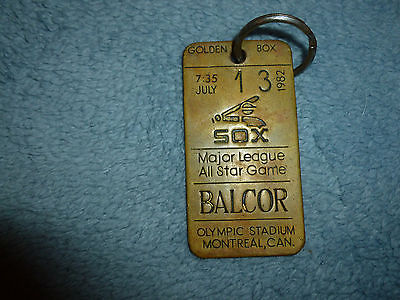 GOLDEN BOX
7:35 JULY 13 1982
SOX
Major League
All Star Game
BALCOR
OLYMPIC STADIUM
MONTREAL, CAN.